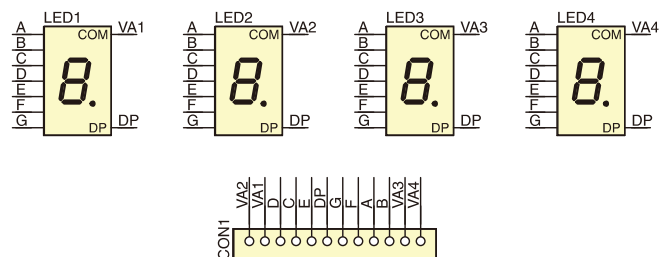 LED1 LED2 LED3 LED4
A COM VA1 A COM VA2 A COM VA3 A COM VA4
B B B B
C C C C
D D D D
E E E E
F F F F
G DP DP G DP DP G DP DP G DP DP
8. 8. 8. 8.
VA2 VA1 D C E DP G F A B VA3 VA4
CON1